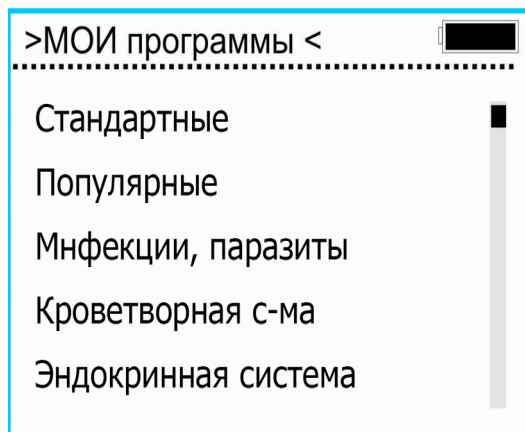 >МОИ программы <
Стандартные
Популярные
Мнфекции, паразиты
Кроветворная с-ма
Эндокринная система